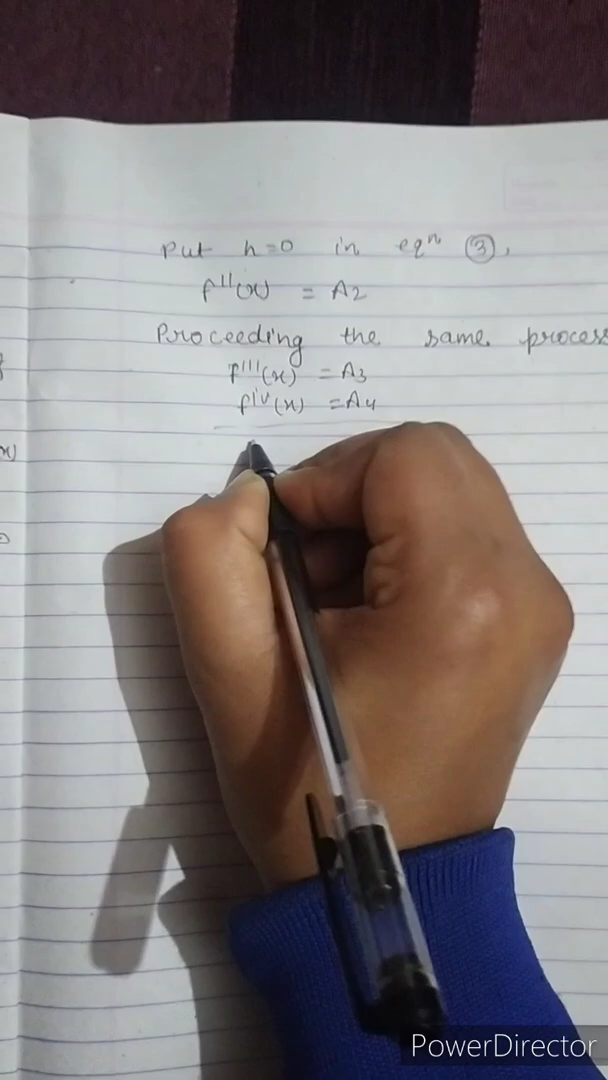 Put h=0 in eqⁿ ③,
f''(x) = A₂
Proceeding the same process
f'''(x) = A₃
fⁱᵛ(x) = A₄
PowerDirector